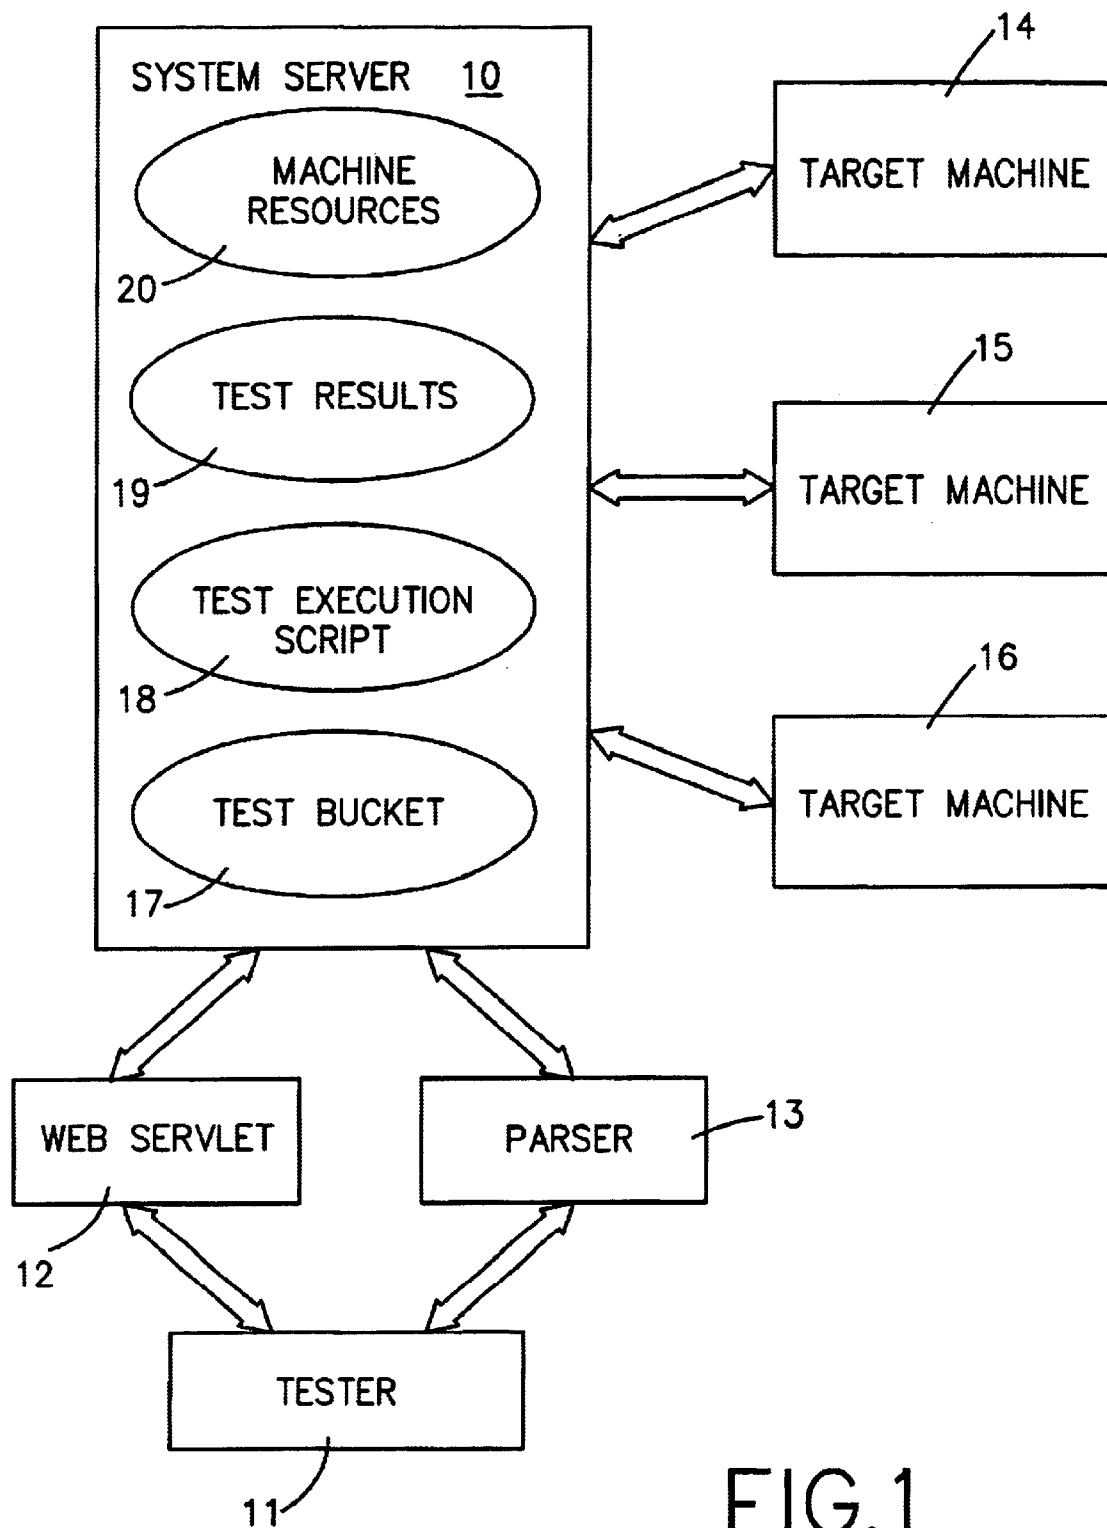 SYSTEM SERVER 10
MACHINE
RESOURCES
20
TEST RESULTS
19
TEST EXECUTION
SCRIPT
18
TEST BUCKET
17
14
TARGET MACHINE
15
TARGET MACHINE
16
TARGET MACHINE
WEB SERVLET
12
PARSER
13
TESTER
11
FIG.1